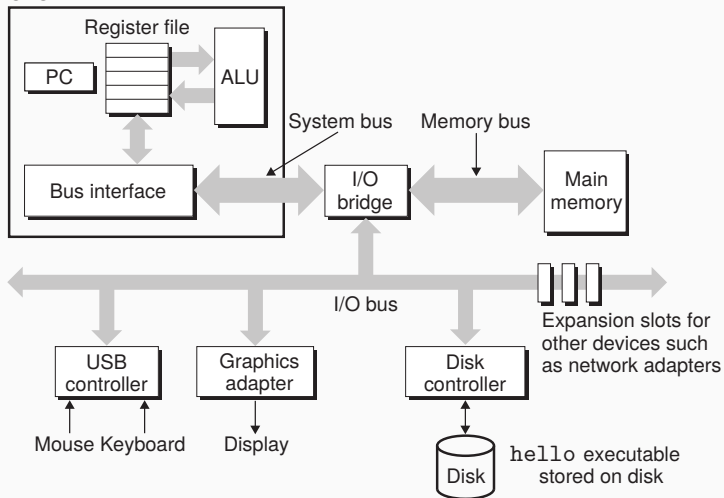 Register file
PC
ALU
System bus
Memory bus
Bus interface
I/O
bridge
Main
memory
I/O bus
Expansion slots for
other devices such
as network adapters
USB
controller
Graphics
adapter
Disk
controller
Mouse Keyboard
Display
Disk
hello executable
stored on disk